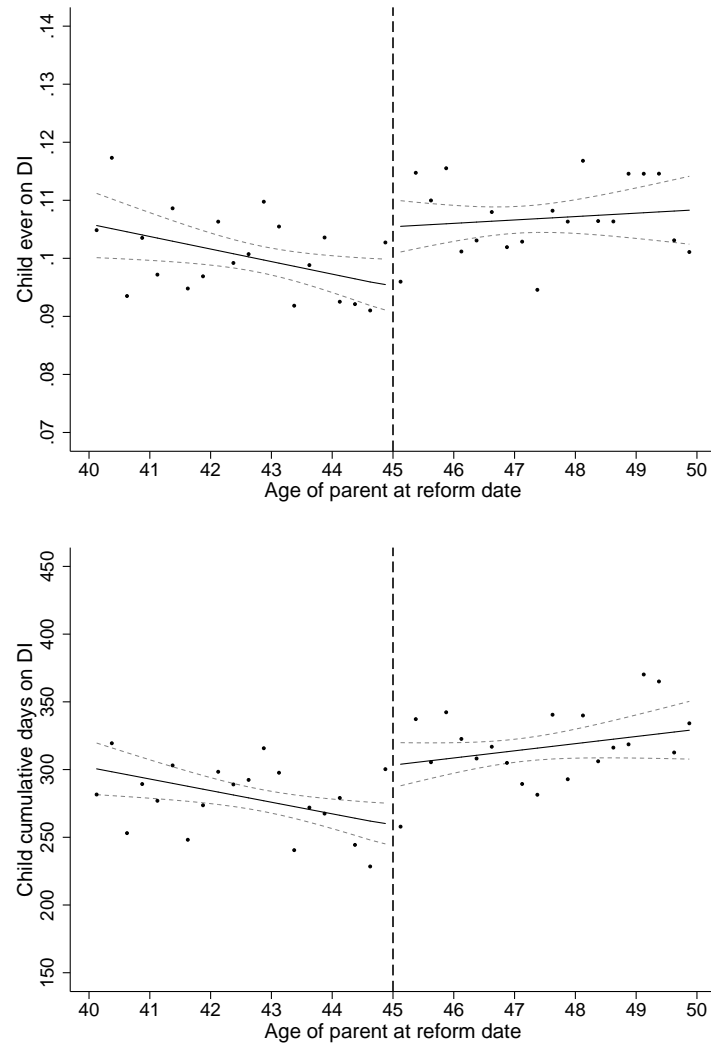 Child ever on DI
.14
.13
.12
.11
.1
.09
.08
.07
40 41 42 43 44 45 46 47 48 49 50
Age of parent at reform date
Child cumulative days on DI
450
400
350
300
250
200
150
40 41 42 43 44 45 46 47 48 49 50
Age of parent at reform date